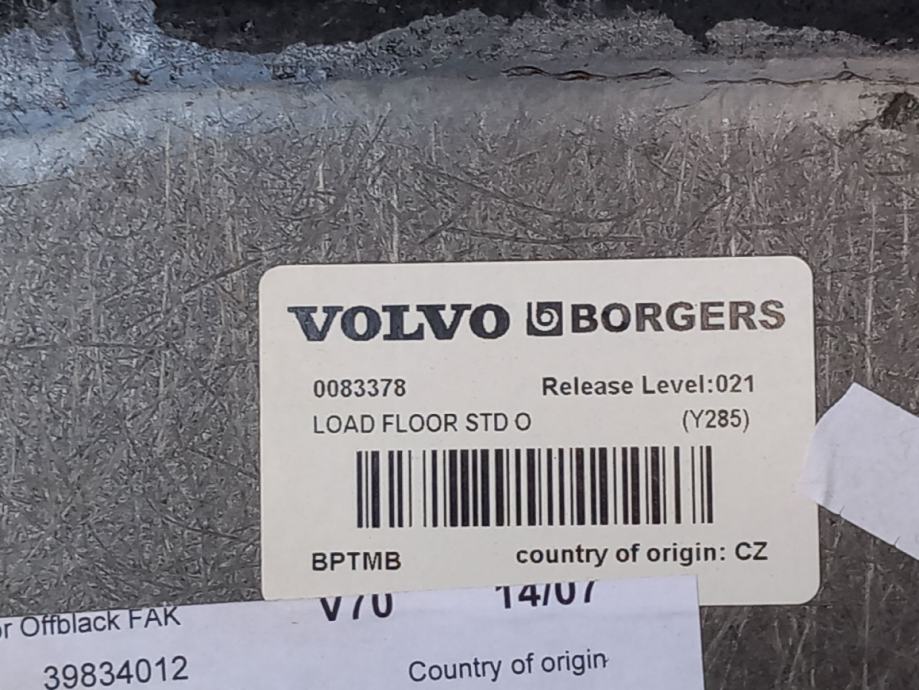 VOLVO BORGERS
0083378 Release Level:021
LOAD FLOOR STD O (Y285)
BPTMB country of origin: CZ
V70 14/07
or Offblack FAK
39834012 Country of origin